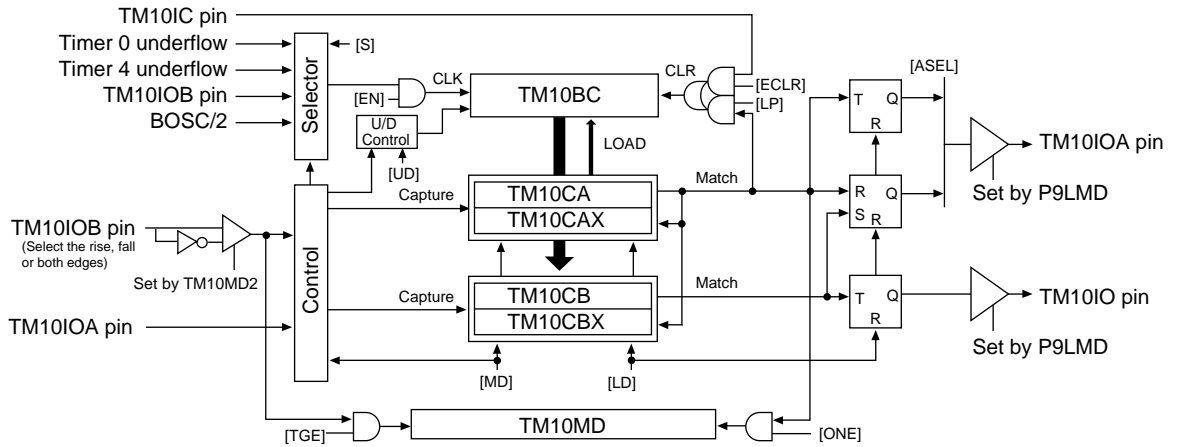 TM10IC pin
Timer 0 underflow
[S]
Timer 4 underflow
[ASEL]
CLK
CLR
TM10IOB pin
[EN]
TM10BC
[ECLR]
[LP]
T Q
R
BOSC/2
Selector
U/D
Control
LOAD
TM10IOA pin
[UD]
Set by P9LMD
Capture
TM10CA
TM10CAX
Match
R
S R
Q
TM10IOB pin
(Select the rise, fall
or both edges)
Set by TM10MD2
Control
Capture
TM10CB
TM10CBX
Match
T Q
R
TM10IO pin
TM10IOA pin
Set by P9LMD
[MD]
[LD]
[TGE]
TM10MD
[ONE]